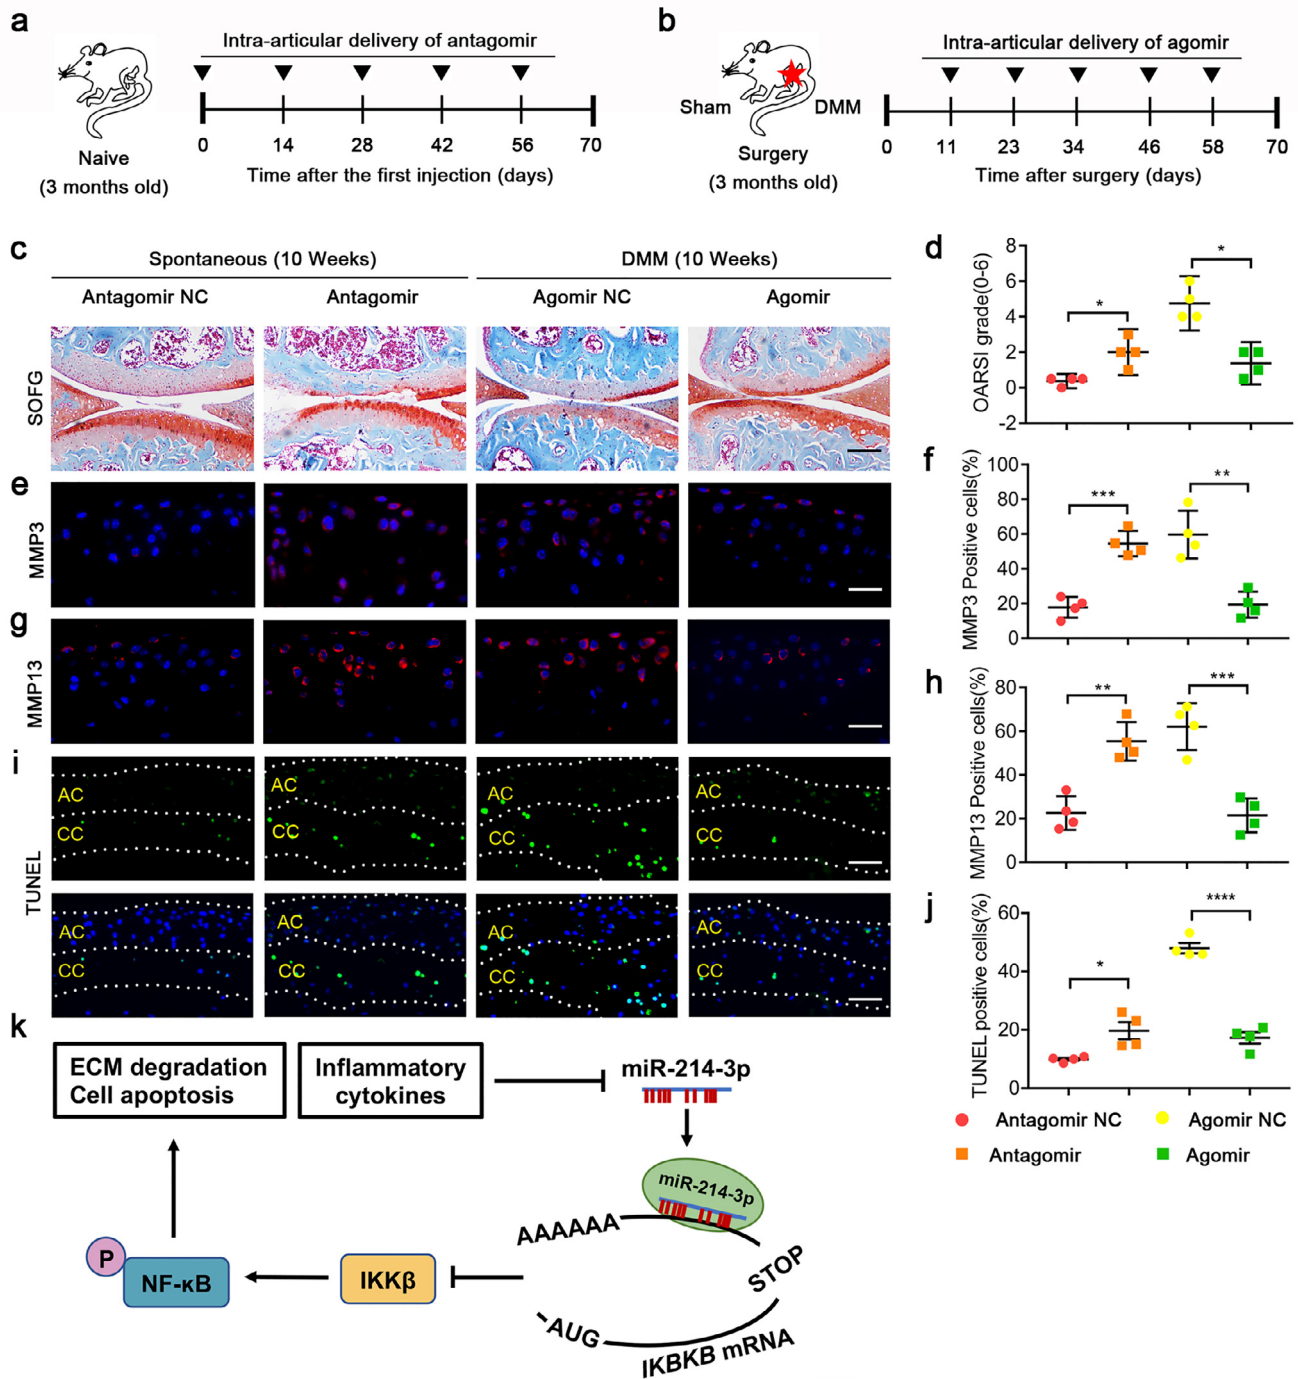 a
Intra-articular delivery of antagomir
Naive
(3 months old)
0 14 28 42 56 70
Time after the first injection (days)
b
Intra-articular delivery of agomir
Sham DMM
Surgery
(3 months old)
0 11 23 34 46 58 70
Time after surgery (days)
c
Spontaneous (10 Weeks) DMM (10 Weeks)
Antagomir NC Antagomir Agomir NC Agomir
SOFG
d
OARSI grade(0-6)
8
6
4
2
0
-2
*
*
e
MMP3
f
MMP3 Positive cells(%)
100
80
60
40
20
0
***
**
g
MMP13
h
MMP13 Positive cells(%)
80
60
40
20
0
**
***
i
TUNEL
AC AC AC AC
CC CC CC CC
AC AC AC AC
CC CC CC CC
j
TUNEL positive cells(%)
60
40
20
0
*
****
Antagomir NC Agomir NC
Antagomir Agomir
k
ECM degradation
Cell apoptosis
Inflammatory
cytokines
miR-214-3p
miR-214-3p
AAAAAA
STOP
P
NF-κB
IKKβ
AUG
IKBKB mRNA